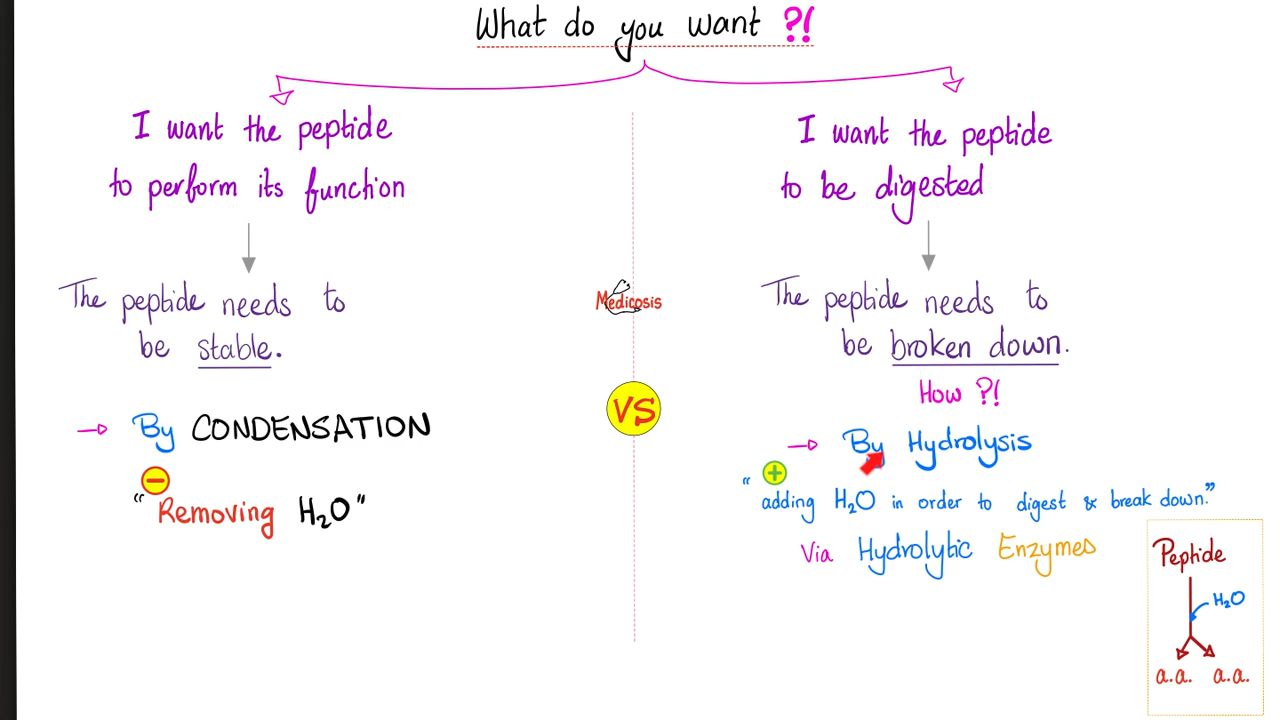 What do you want ?!
I want the peptide
to perform its function
The peptide needs to
be stable.
→ By CONDENSATION
−
"Removing H₂O"
Medicosis
VS
I want the peptide
to be digested
The peptide needs to
be broken down.
How ?!
→ By Hydrolysis
+
"adding H₂O in order to digest & break down."
Via Hydrolytic Enzymes
Peptide
H₂O
a.a. a.a.